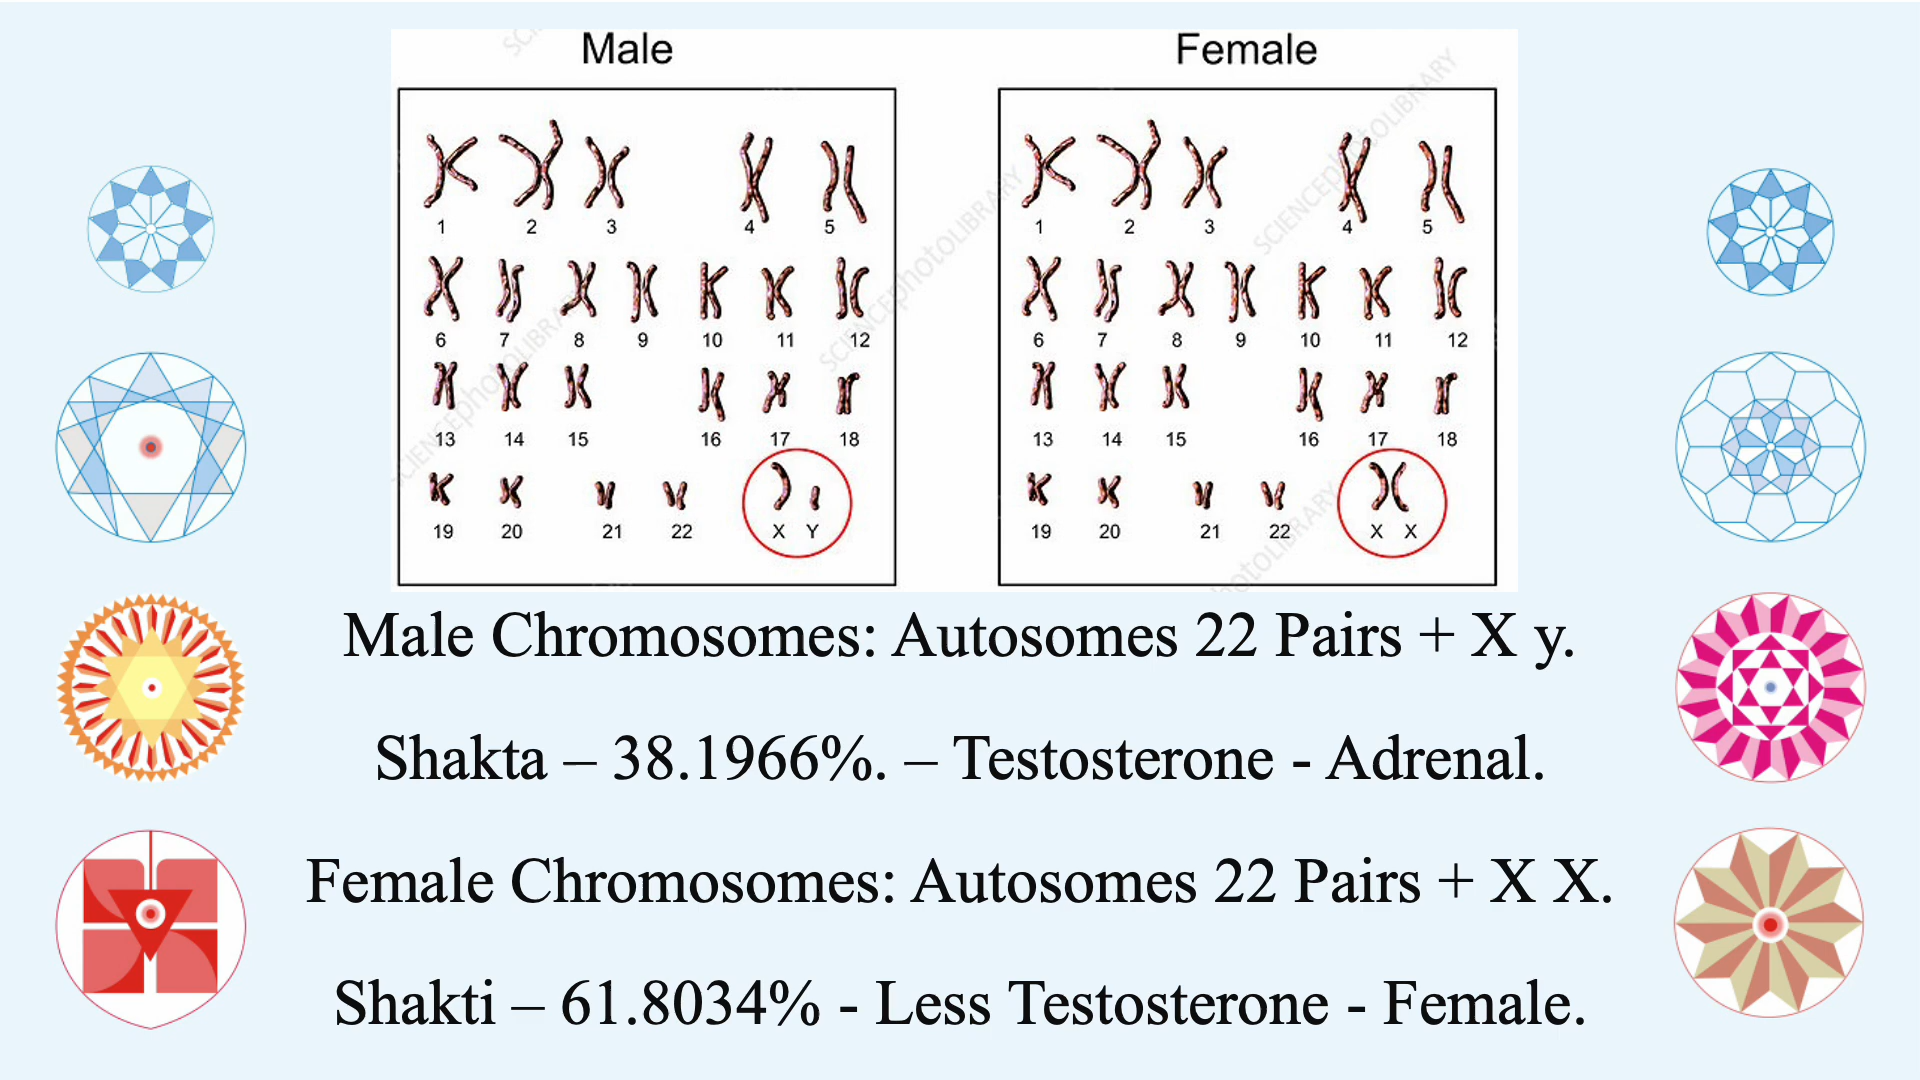 Male Female
1 2 3 4 5 1 2 3 4 5
6 7 8 9 10 11 12 6 7 8 9 10 11 12
13 14 15 16 17 18 13 14 15 16 17 18
19 20 21 22 X Y 19 20 21 22 X X
SCIENCEphotoLIBRARY
Male Chromosomes: Autosomes 22 Pairs + X y.
Shakta – 38.1966%. – Testosterone - Adrenal.
Female Chromosomes: Autosomes 22 Pairs + X X.
Shakti – 61.8034% - Less Testosterone - Female.